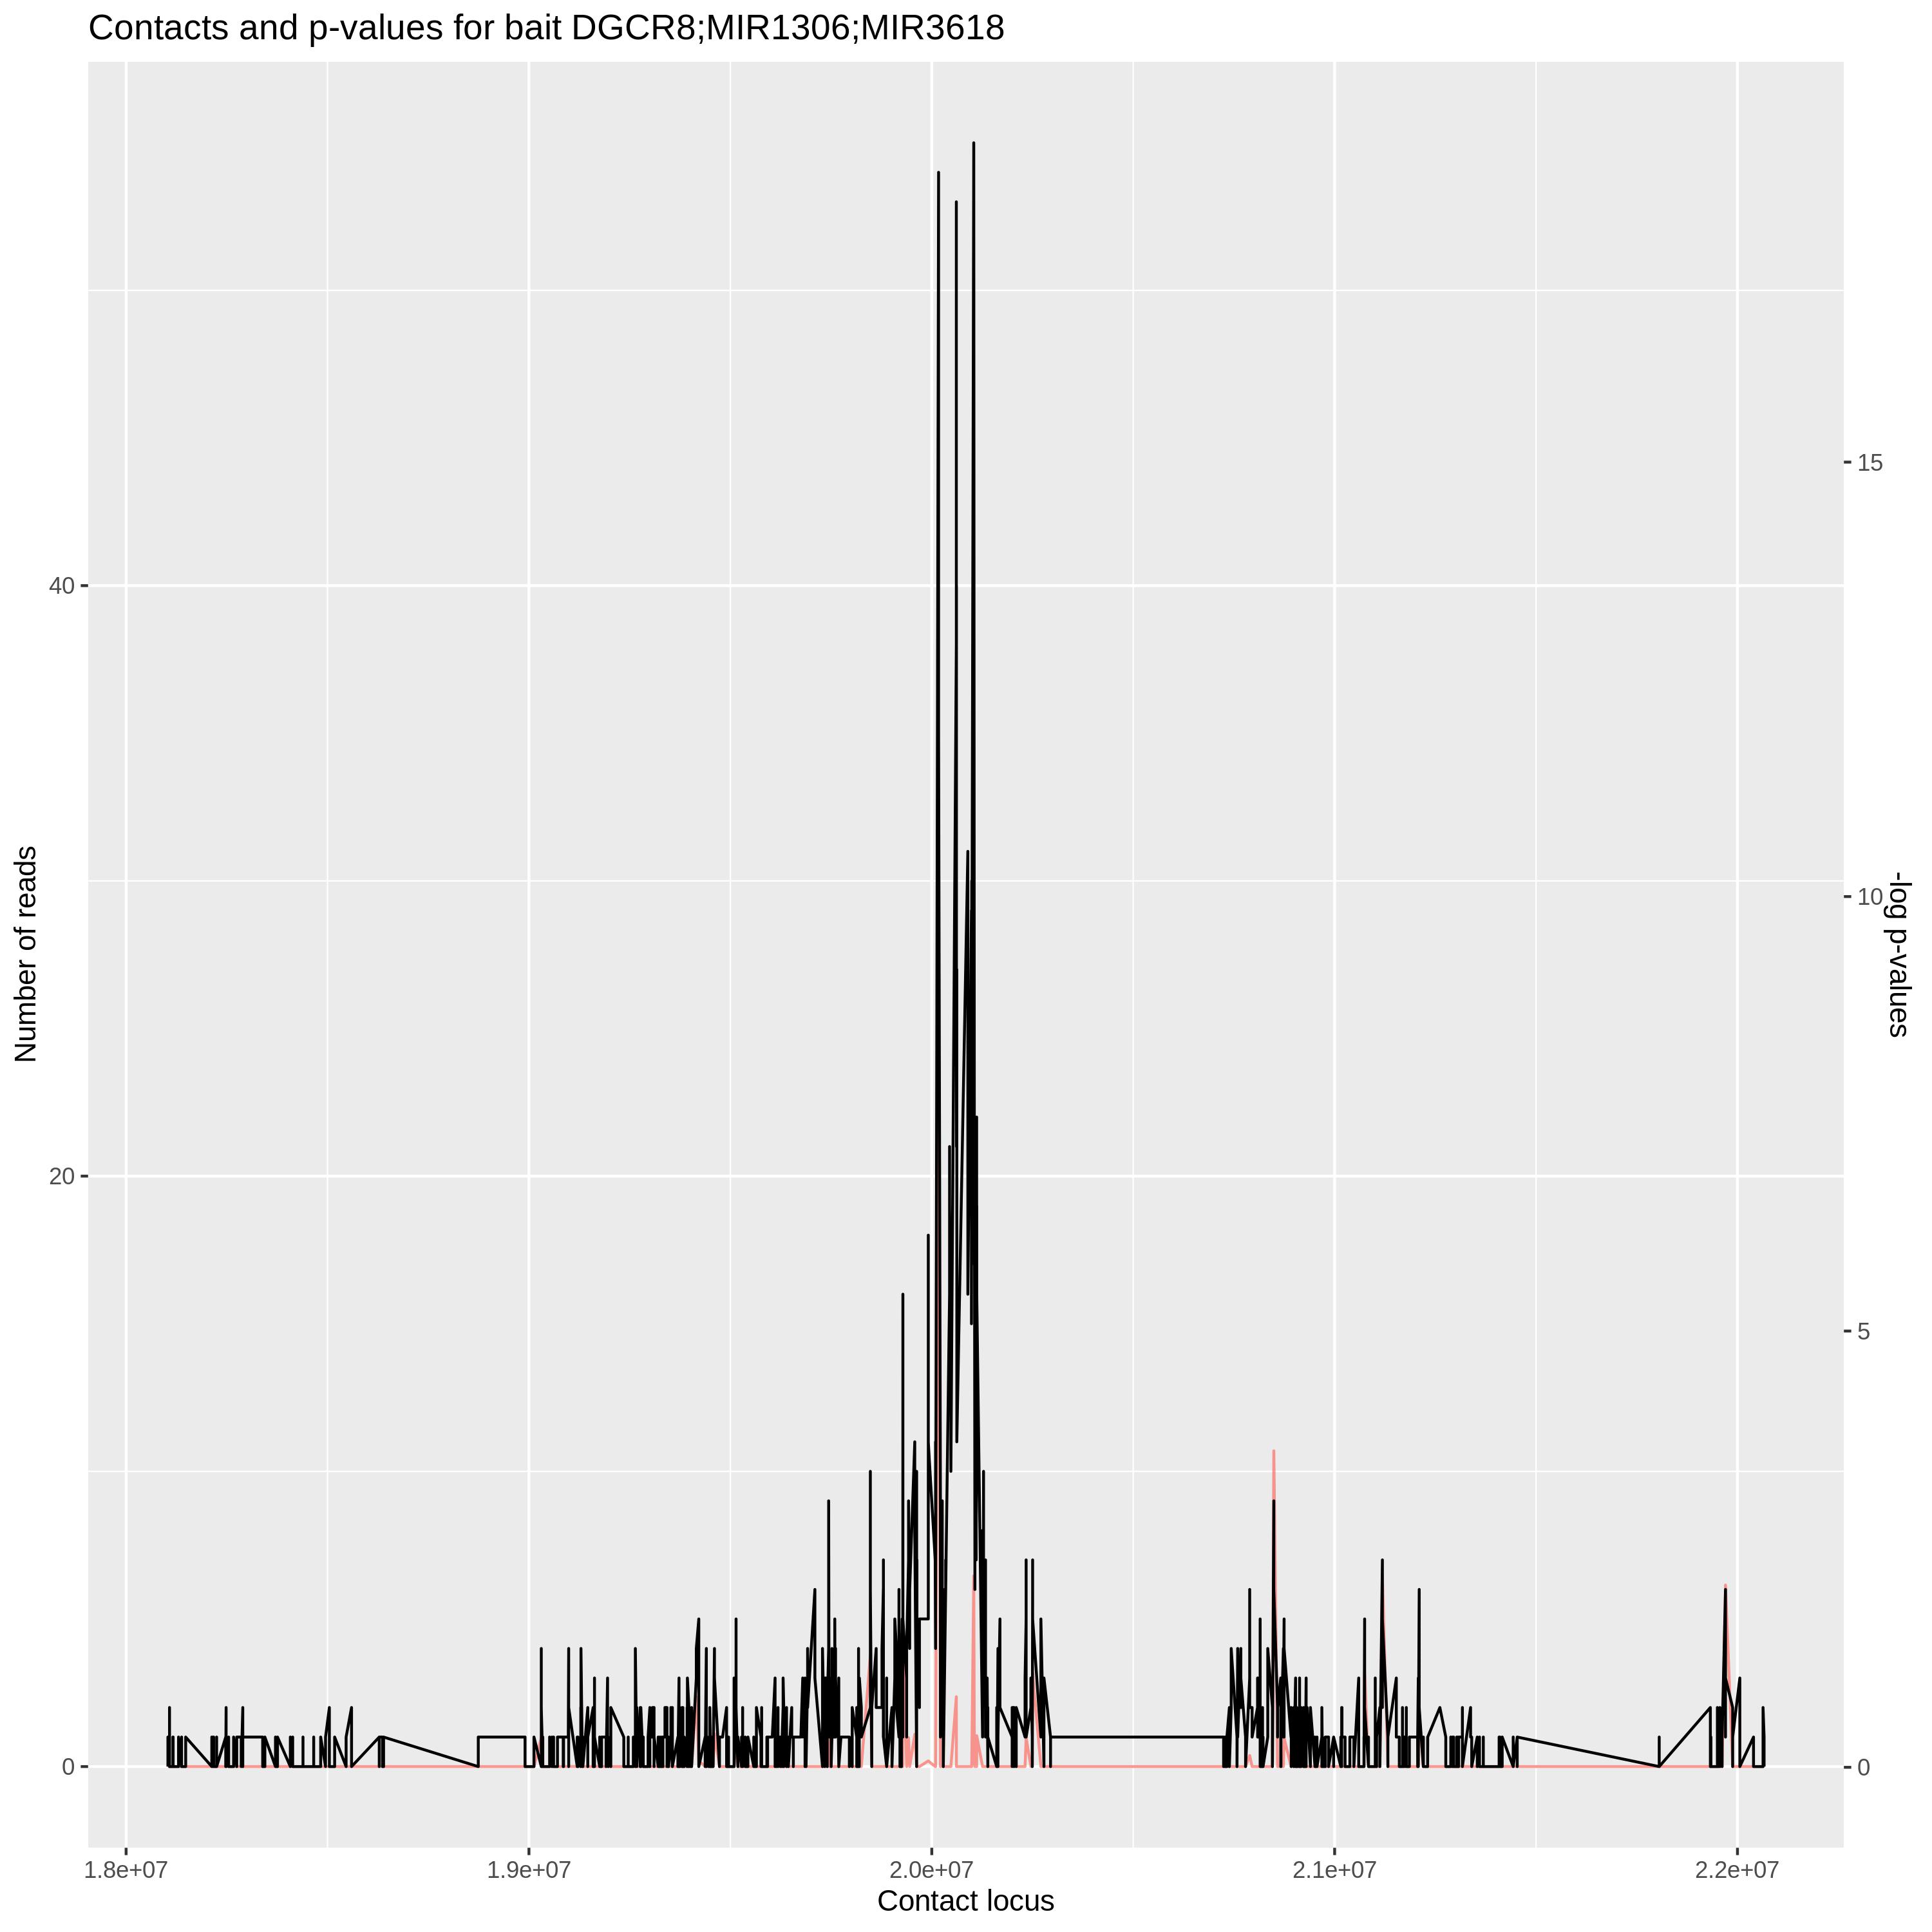 Contacts and p-values for bait DGCR8;MIR1306;MIR3618
Number of reads
40
20
0
15
10
5
0
-log p-values
1.8e+07 1.9e+07 2.0e+07 2.1e+07 2.2e+07
Contact locus